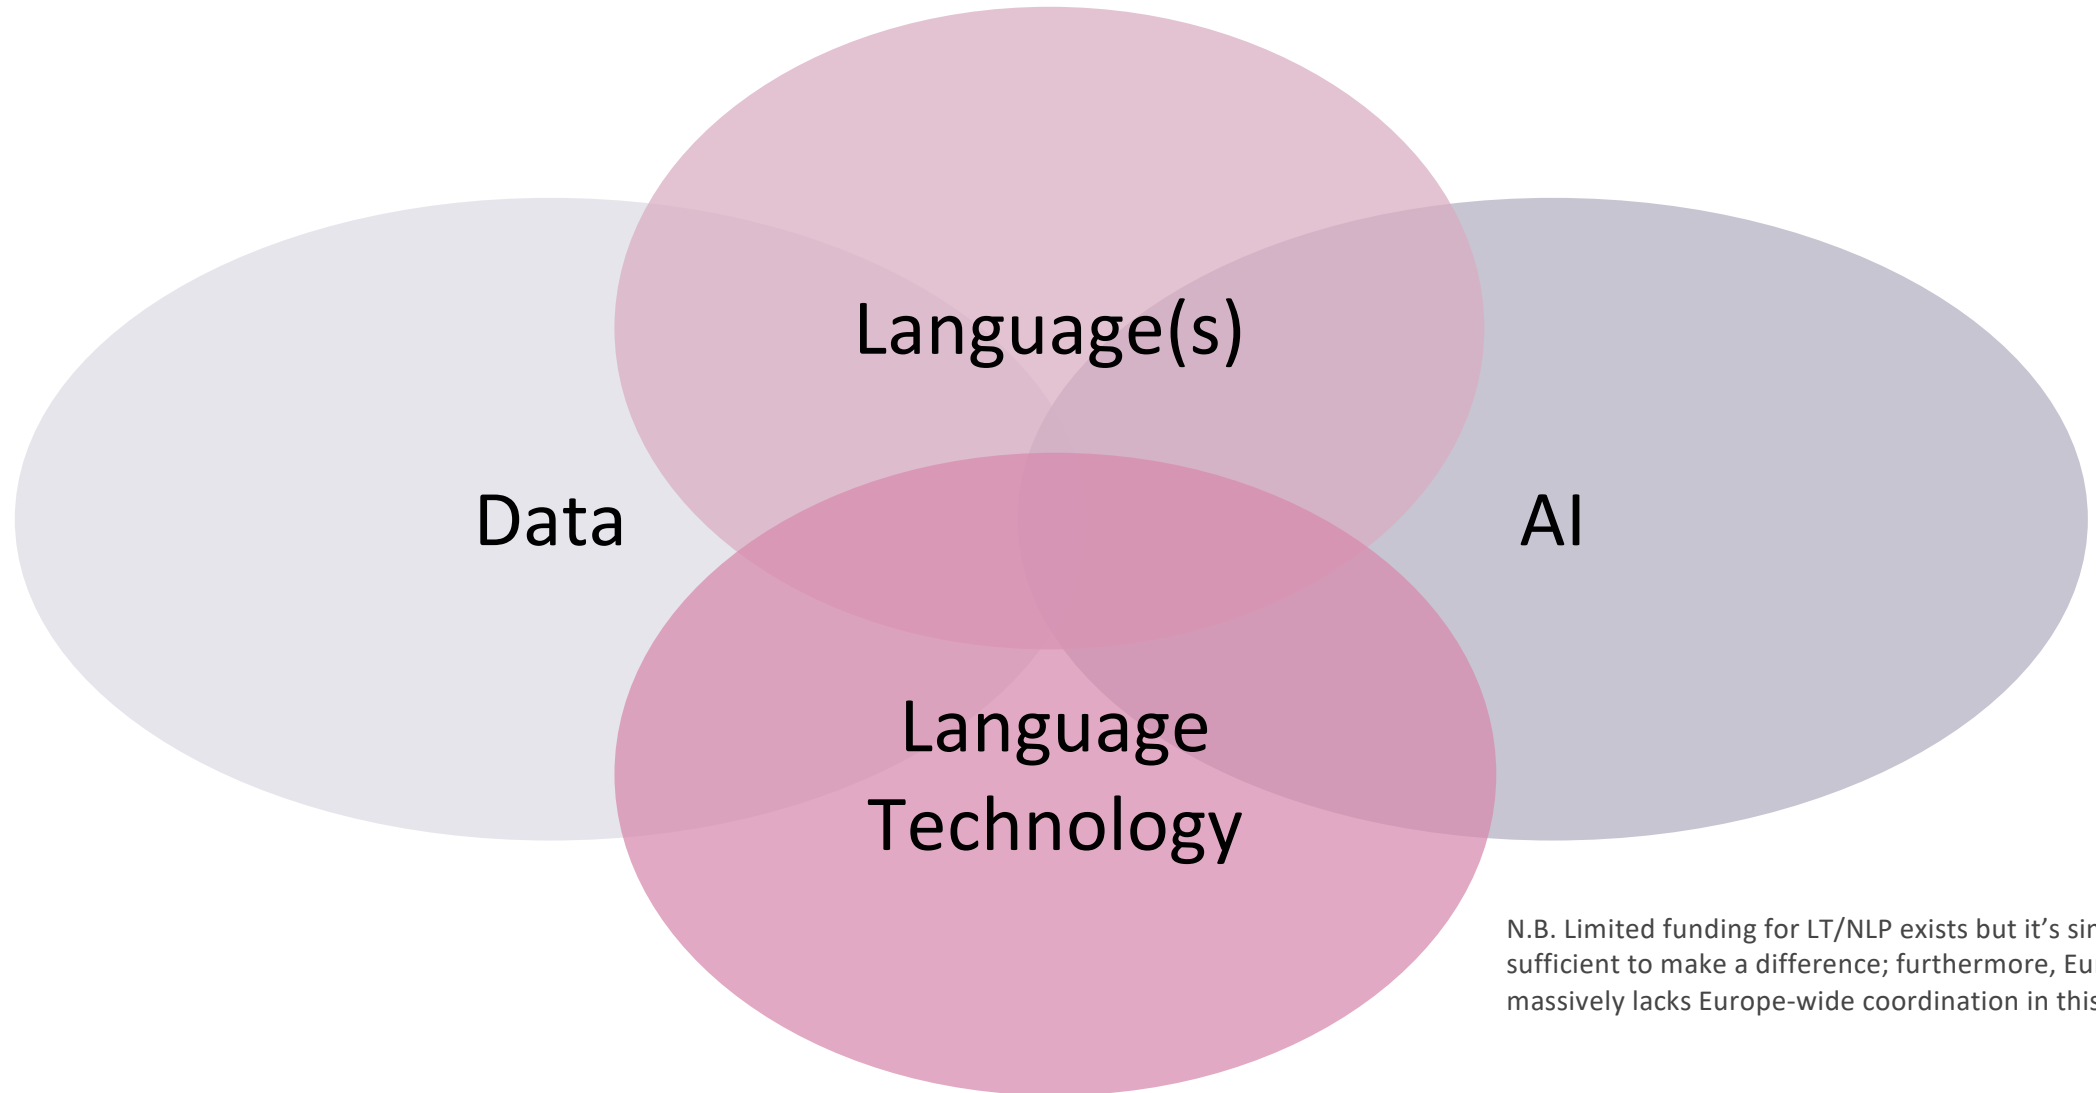 Language(s)
Data
AI
Language
Technology
N.B. Limited funding for LT/NLP exists but it’s
sufficient to make a difference; furthermore,
massively lacks Europe-wide coordination in this